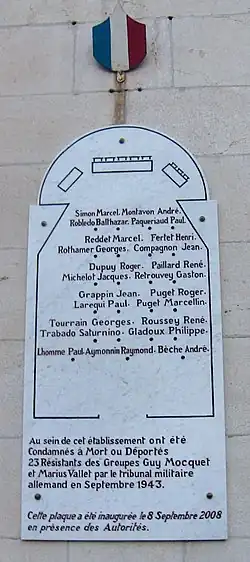 Simon Marcel. Montavon André.
Robledo Balthazar. Paqueriaud Paul.
Reddet Marcel. Fertet Henri.
Rothamer Georges. Compagnon Jean.
Dupuy Roger. Paillard René.
Michelot Jacques. Retrouvey Gaston.
Grappin Jean. Puget Roger.
Larequi Paul. Puget Marcellin.
Tourrain Georges. Roussey René.
Trabado Saturnino. Gladoux Philippe.
Lhomme Paul. Aymonnin Raymond. Bèche André.
Au sein de cet établissement ont été
Condamnés à Mort ou Déportés
23 Résistants des Groupes Guy Mocquet
et Marius Vallet par le tribunal militaire
allemand en Septembre 1943.
Cette plaque a été inaugurée le 8 Septembre 2008
en présence des Autorités.